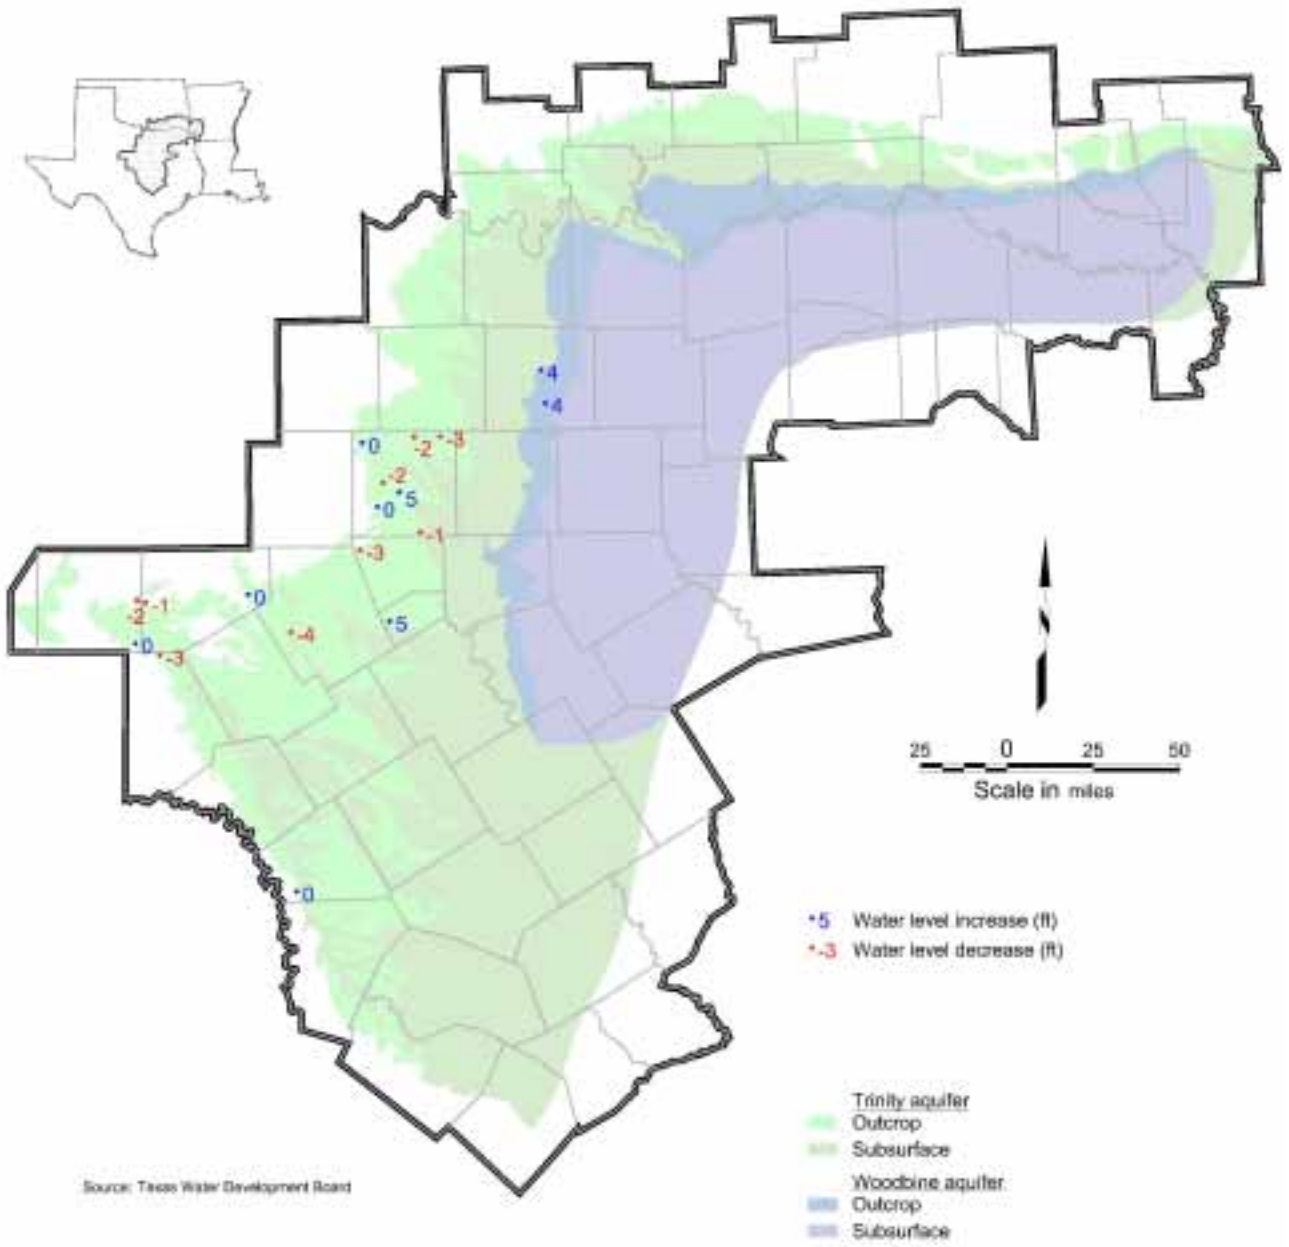 4
4
0
-2
-3
-2
5
0
-1
-3
0
-1
-2
5
-4
0
-3
25 0 25 50
Scale in miles
0
5 Water level increase (ft)
-3 Water level decrease (ft)
Trinity aquifer
Outcrop
Subsurface
Woodbine aquifer
Outcrop
Subsurface
Source: Texas Water Development Board